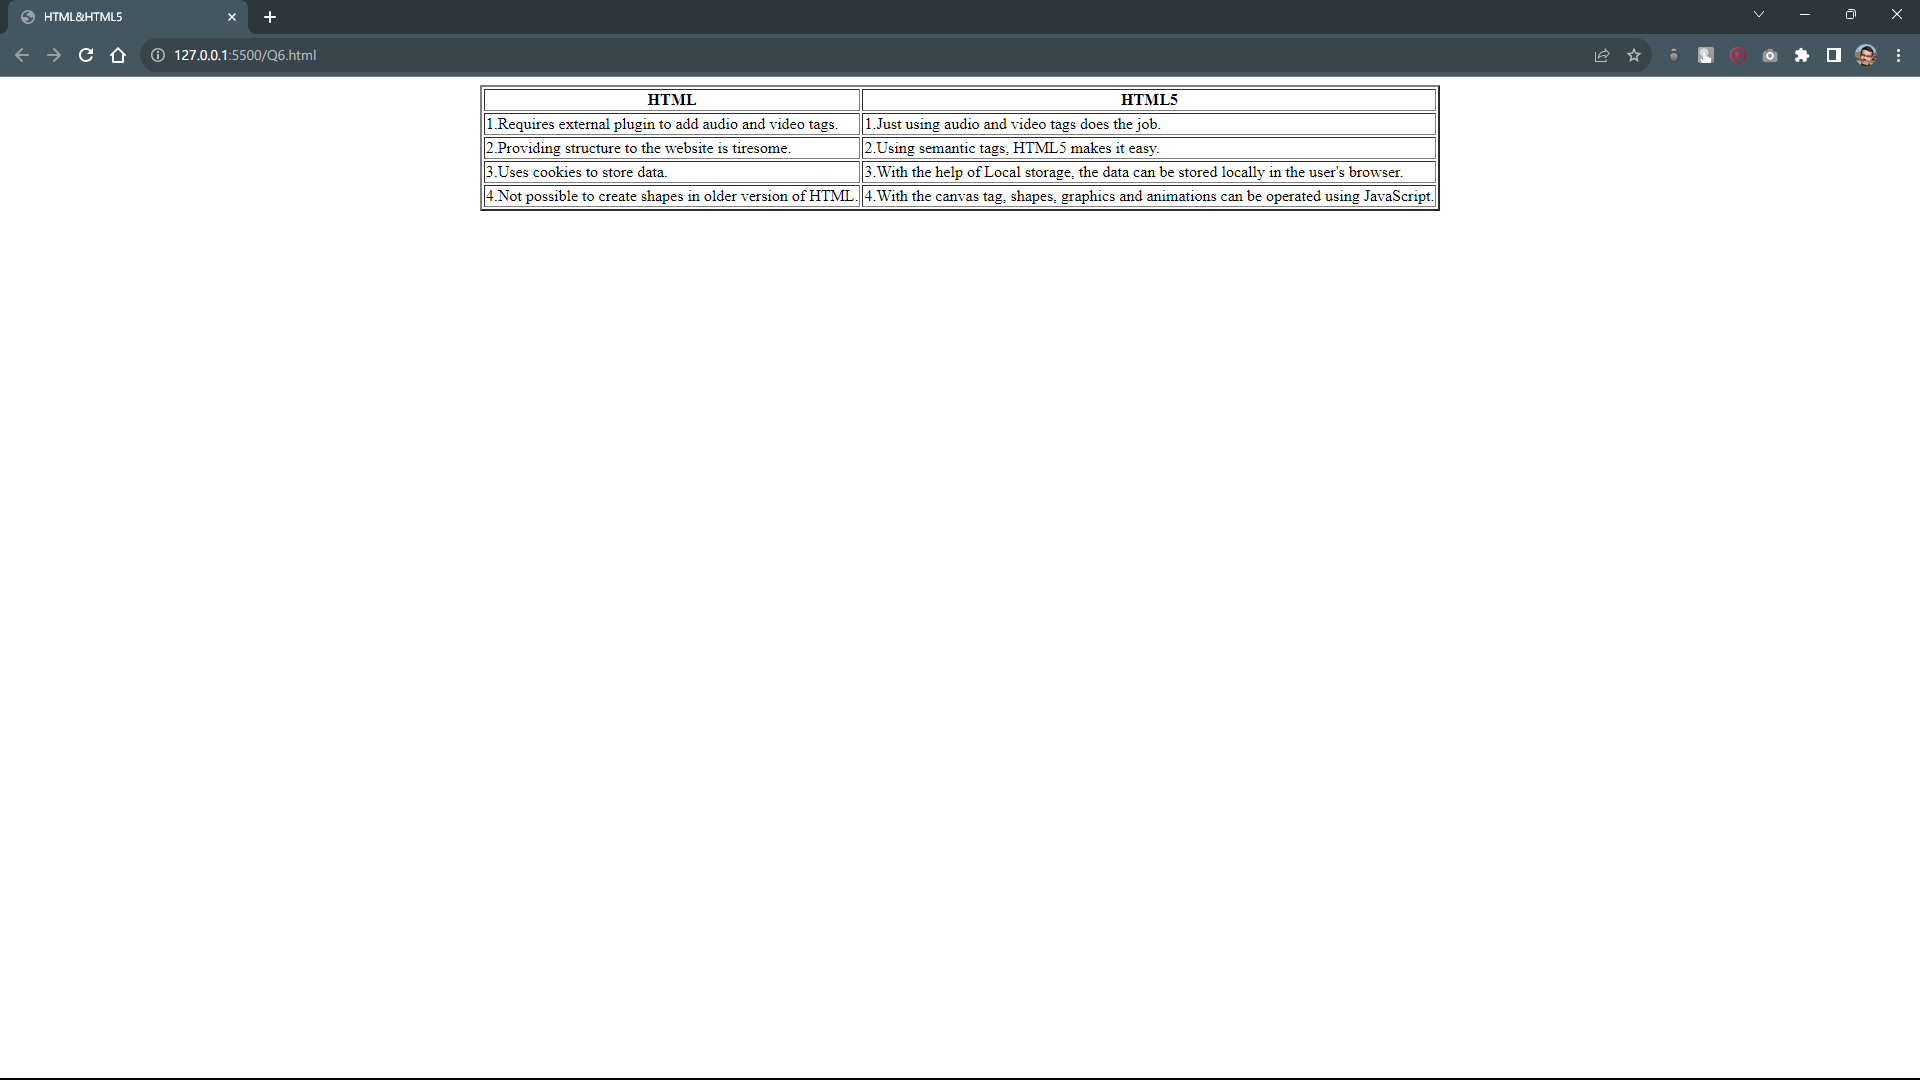 HTML&HTML5
127.0.0.1:5500/Q6.html
HTML HTML5
1.Requires external plugin to add audio and video tags. 1.Just using audio and video tags does the job.
2.Providing structure to the website is tiresome. 2.Using semantic tags, HTML5 makes it easy.
3.Uses cookies to store data. 3.With the help of Local storage, the data can be stored locally in the user's browser.
4.Not possible to create shapes in older version of HTML. 4.With the canvas tag, shapes, graphics and animations can be operated using JavaScript.